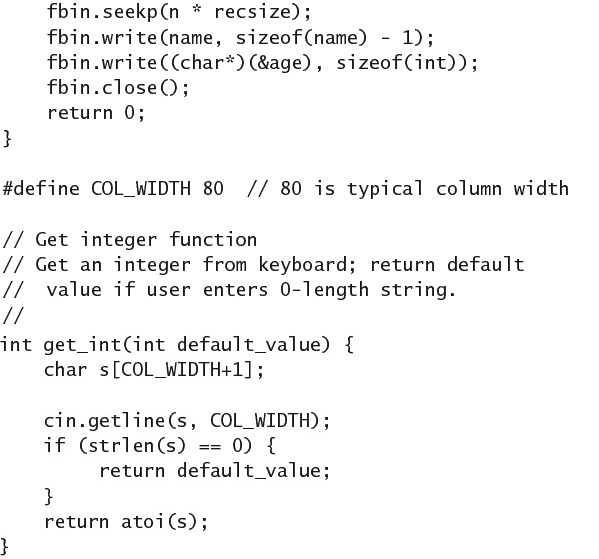 fbin.seekp(n * recsize);
fbin.write(name, sizeof(name) - 1);
fbin.write((char*)(&age), sizeof(int));
fbin.close();
return 0;
}
#define COL_WIDTH 80 // 80 is typical column width
// Get integer function
// Get an integer from keyboard; return default
// value if user enters 0-length string.
//
int get_int(int default_value) {
char s[COL_WIDTH+1];
cin.getline(s, COL_WIDTH);
if (strlen(s) == 0) {
return default_value;
}
return atoi(s);
}